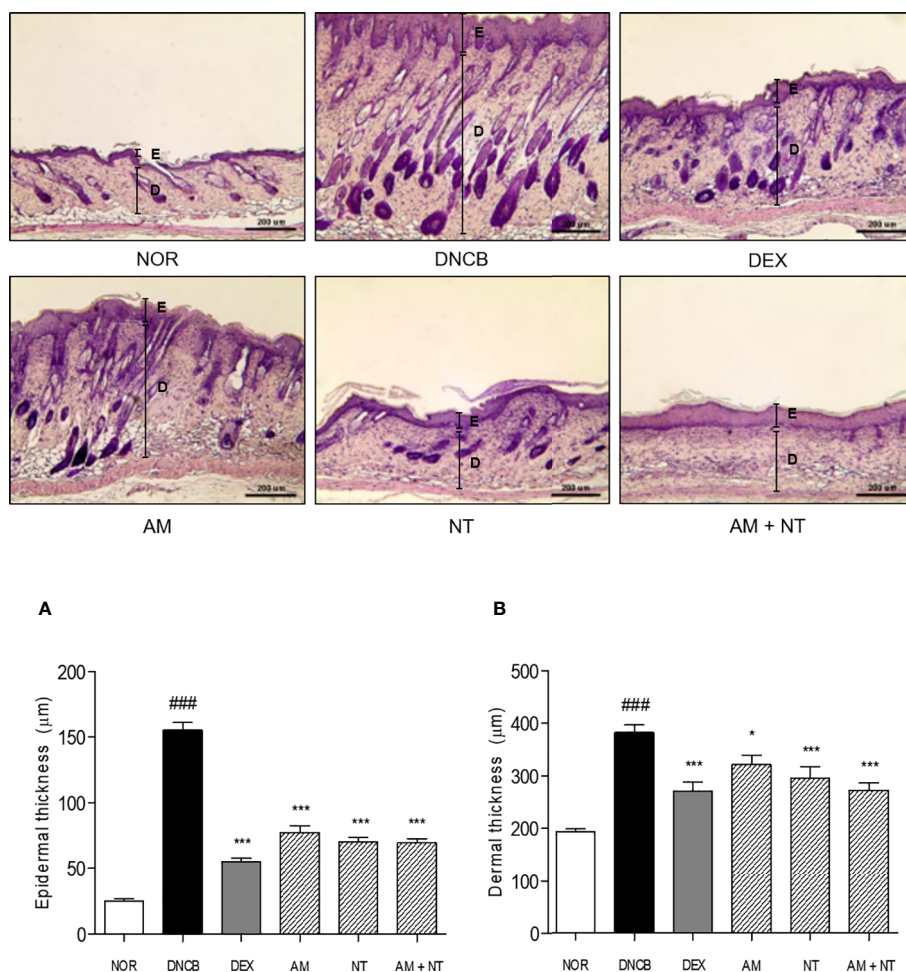 E
D
200 um
E
D
200 um
E
D
200 um
NOR
DNCB
DEX
E
D
200 um
E
D
200 um
E
D
200 um
AM
NT
AM + NT
A
Epidermal thickness (μm)
200
150
100
50
0
###
***
***
***
***
NOR DNCB DEX AM NT AM + NT
B
Dermal thickness (μm)
500
400
300
200
100
0
###
***
*
***
***
NOR DNCB DEX AM NT AM + NT